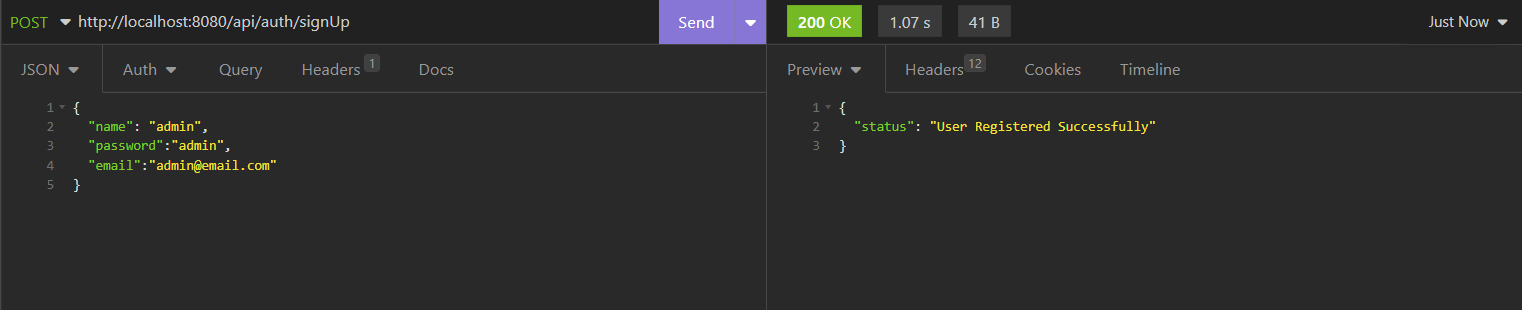 POST http://localhost:8080/api/auth/signUp Send 200 OK 1.07 s 41 B Just Now
JSON Auth Query Headers 1 Docs Preview Headers 12 Cookies Timeline
1 {
2 "name": "admin",
3 "password":"admin",
4 "email":"admin@email.com"
5 }
1 {
2 "status": "User Registered Successfully"
3 }